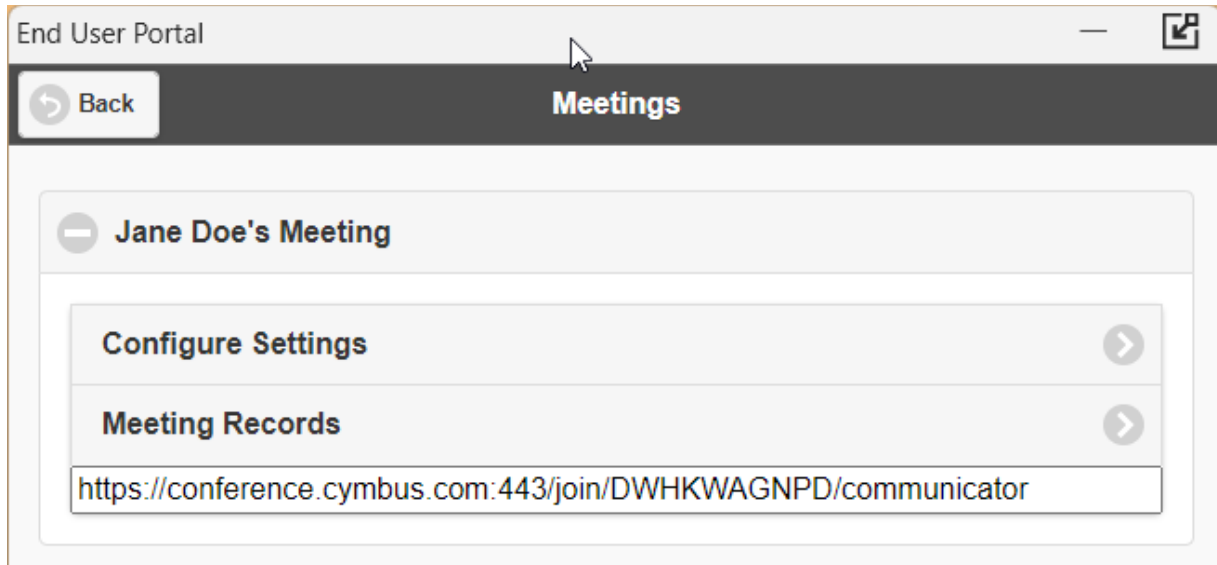 End User Portal
Back
Meetings
Jane Doe's Meeting
Configure Settings
Meeting Records
https://conference.cymbus.com:443/join/DWHKWAGNPD/communicator